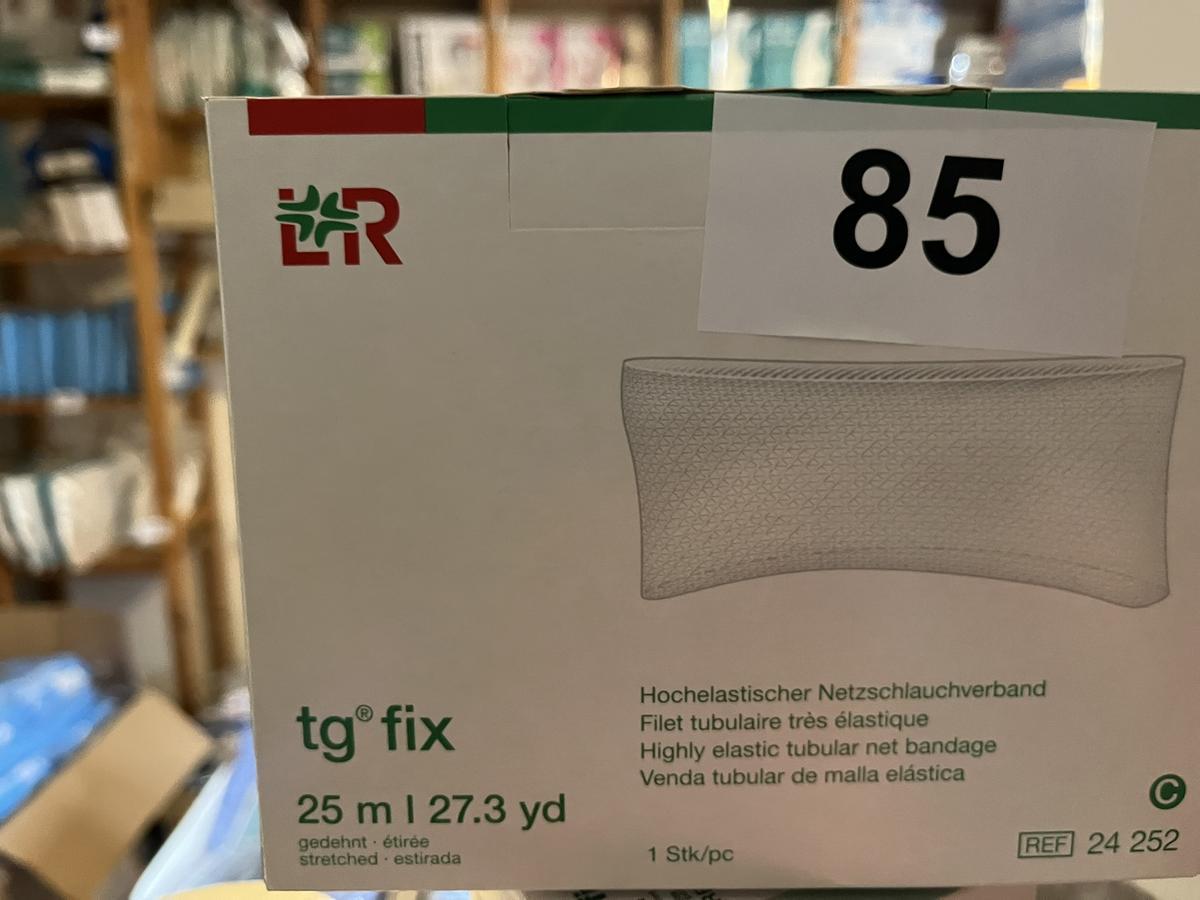 L&R
85
tg® fix
25 m | 27.3 yd
gedehnt · étirée
stretched · estirada
Hochelastischer Netzschlauchverband
Filet tubulaire très élastique
Highly elastic tubular net bandage
Venda tubular de malla elástica
1 Stk/pc
C
REF 24 252